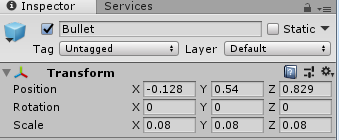 Inspector Services
Bullet Static
Tag Untagged Layer Default
Transform
Position X -0.128 Y 0.54 Z 0.829
Rotation X 0 Y 0 Z 0
Scale X 0.08 Y 0.08 Z 0.08